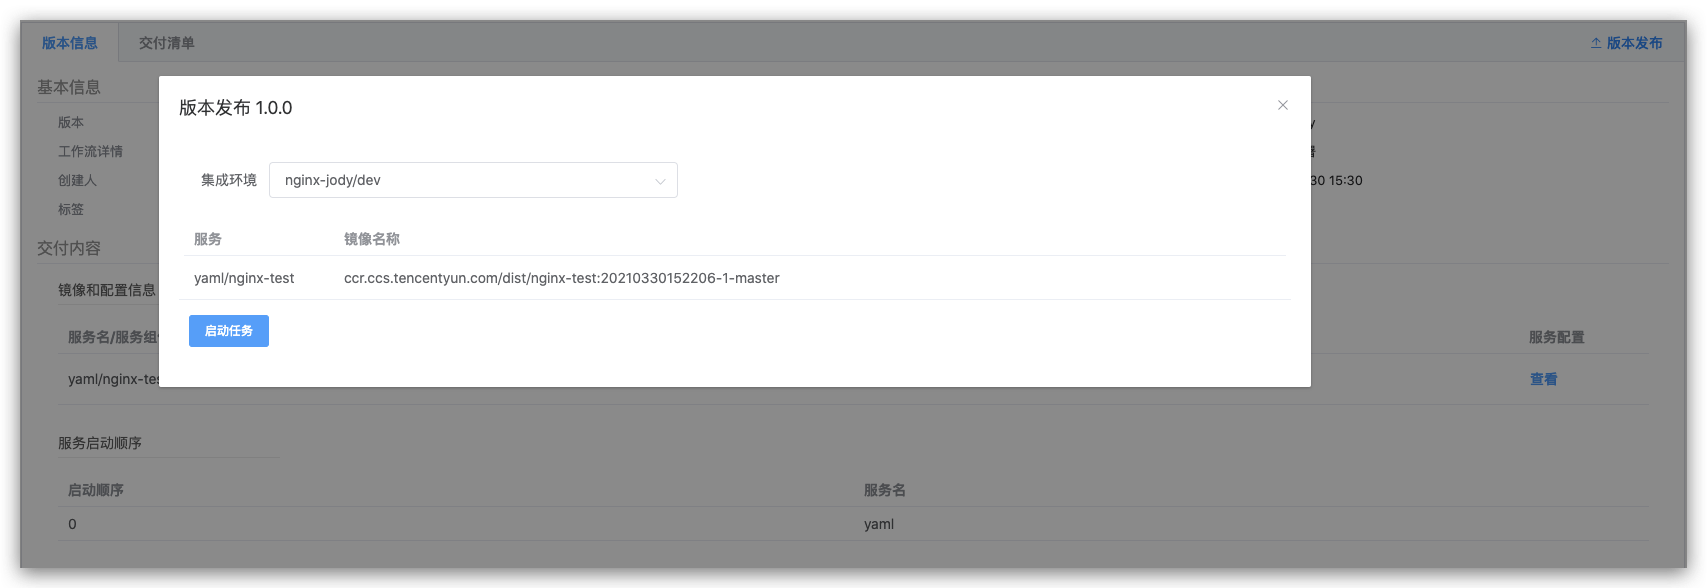 版本信息
交付清单
版本发布
基本信息
版本
工作流详情
创建人
标签
30 15:30
版本发布 1.0.0
集成环境
nginx-jody/dev
服务
镜像名称
yaml/nginx-test
ccr.ccs.tencentyun.com/dist/nginx-test:20210330152206-1-master
启动任务
交付内容
镜像和配置信息
服务名/服务组
服务配置
yaml/nginx-tes
查看
服务启动顺序
启动顺序
服务名
0
yaml